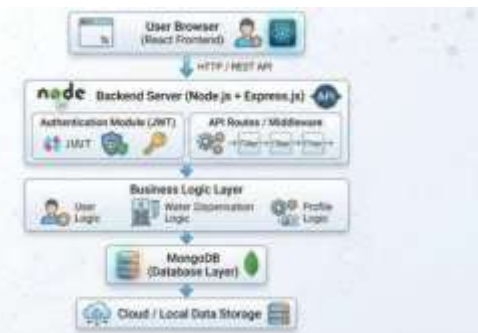 User Browser
(React Frontend)
HTTP / REST API
node Backend Server (Node.js + Express.js) API
Authentication Module (JWT)
JWT
API Routes / Middleware
Business Logic Layer
User
Logic
Water Dispensation
Logic
Profile
Logic
MongoDB
(Database Layer)
Cloud / Local Data Storage